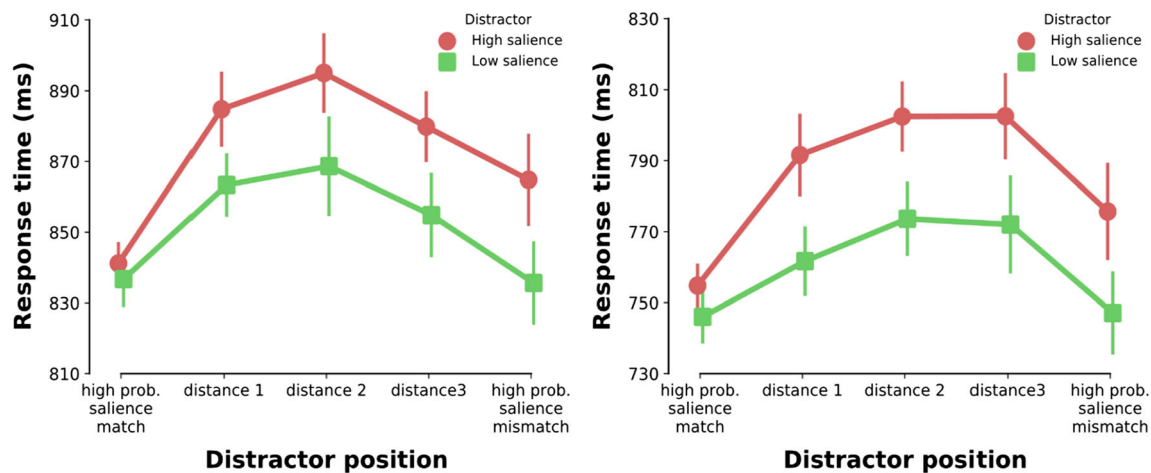 910
890
870
850
830
810
Response time (ms)
Distractor
High salience
Low salience
high prob.
salience
match
distance 1
distance 2
distance3
high prob.
salience
mismatch
Distractor position
830
810
790
770
750
730
Response time (ms)
Distractor
High salience
Low salience
high prob.
salience
match
distance 1
distance 2
distance3
high prob.
salience
mismatch
Distractor position